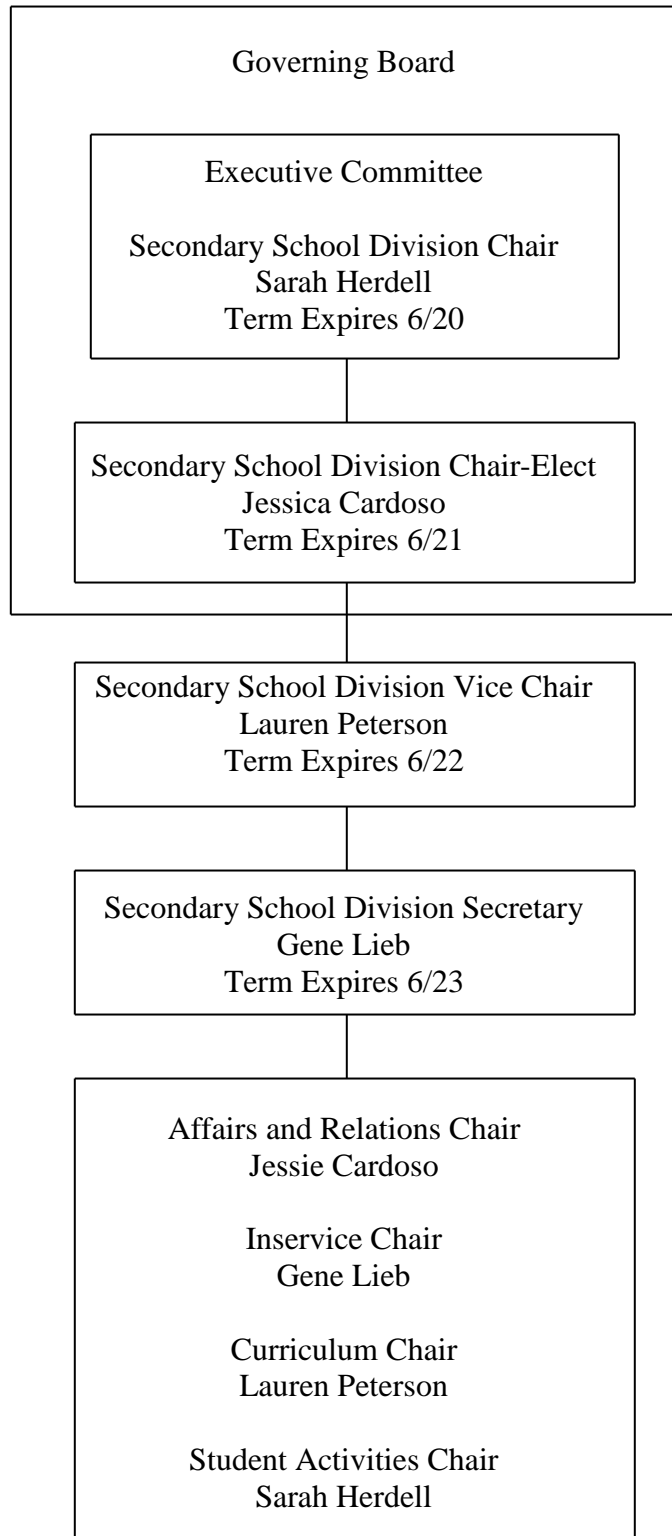 Governing Board
Executive Committee
Secondary School Division Chair
Sarah Herdell
Term Expires 6/20
Secondary School Division Chair-Elect
Jessica Cardoso
Term Expires 6/21
Secondary School Division Vice Chair
Lauren Peterson
Term Expires 6/22
Secondary School Division Secretary
Gene Lieb
Term Expires 6/23
Affairs and Relations Chair
Jessie Cardoso
Inservice Chair
Gene Lieb
Curriculum Chair
Lauren Peterson
Student Activities Chair
Sarah Herdell